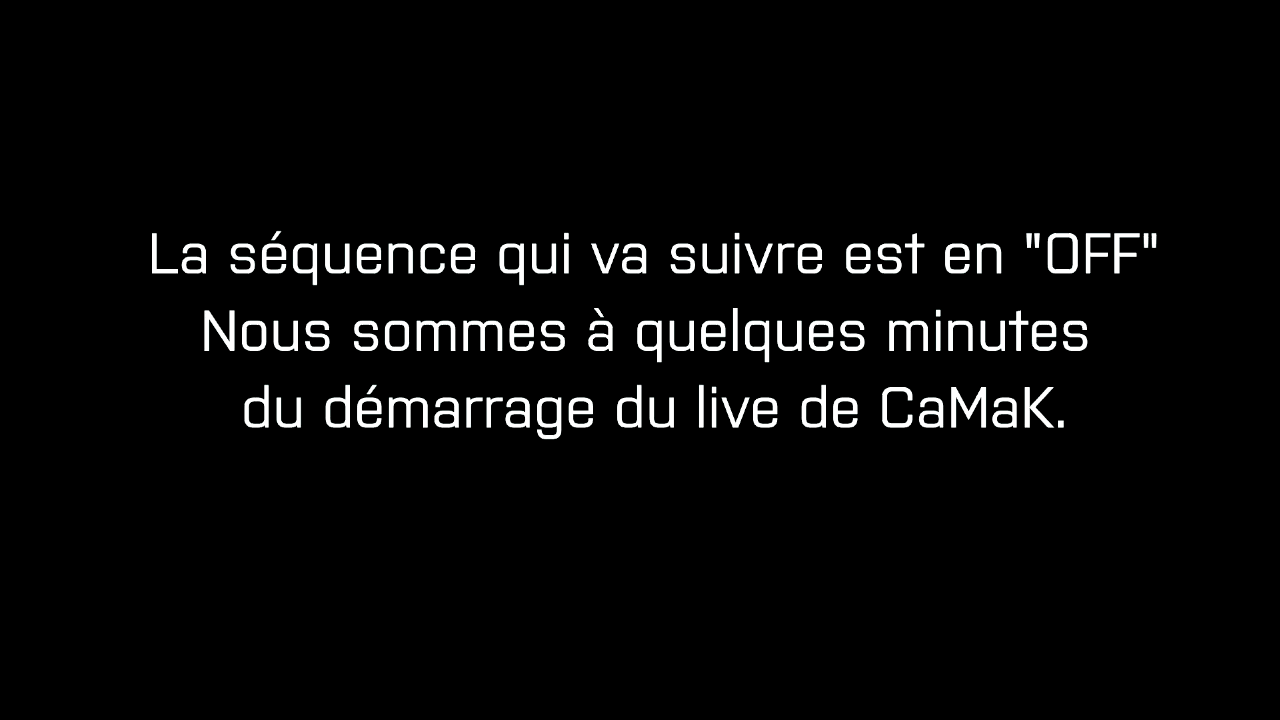 La séquence qui va suivre est en "OFF"
Nous sommes à quelques minutes
du démarrage du live de CaMaK.